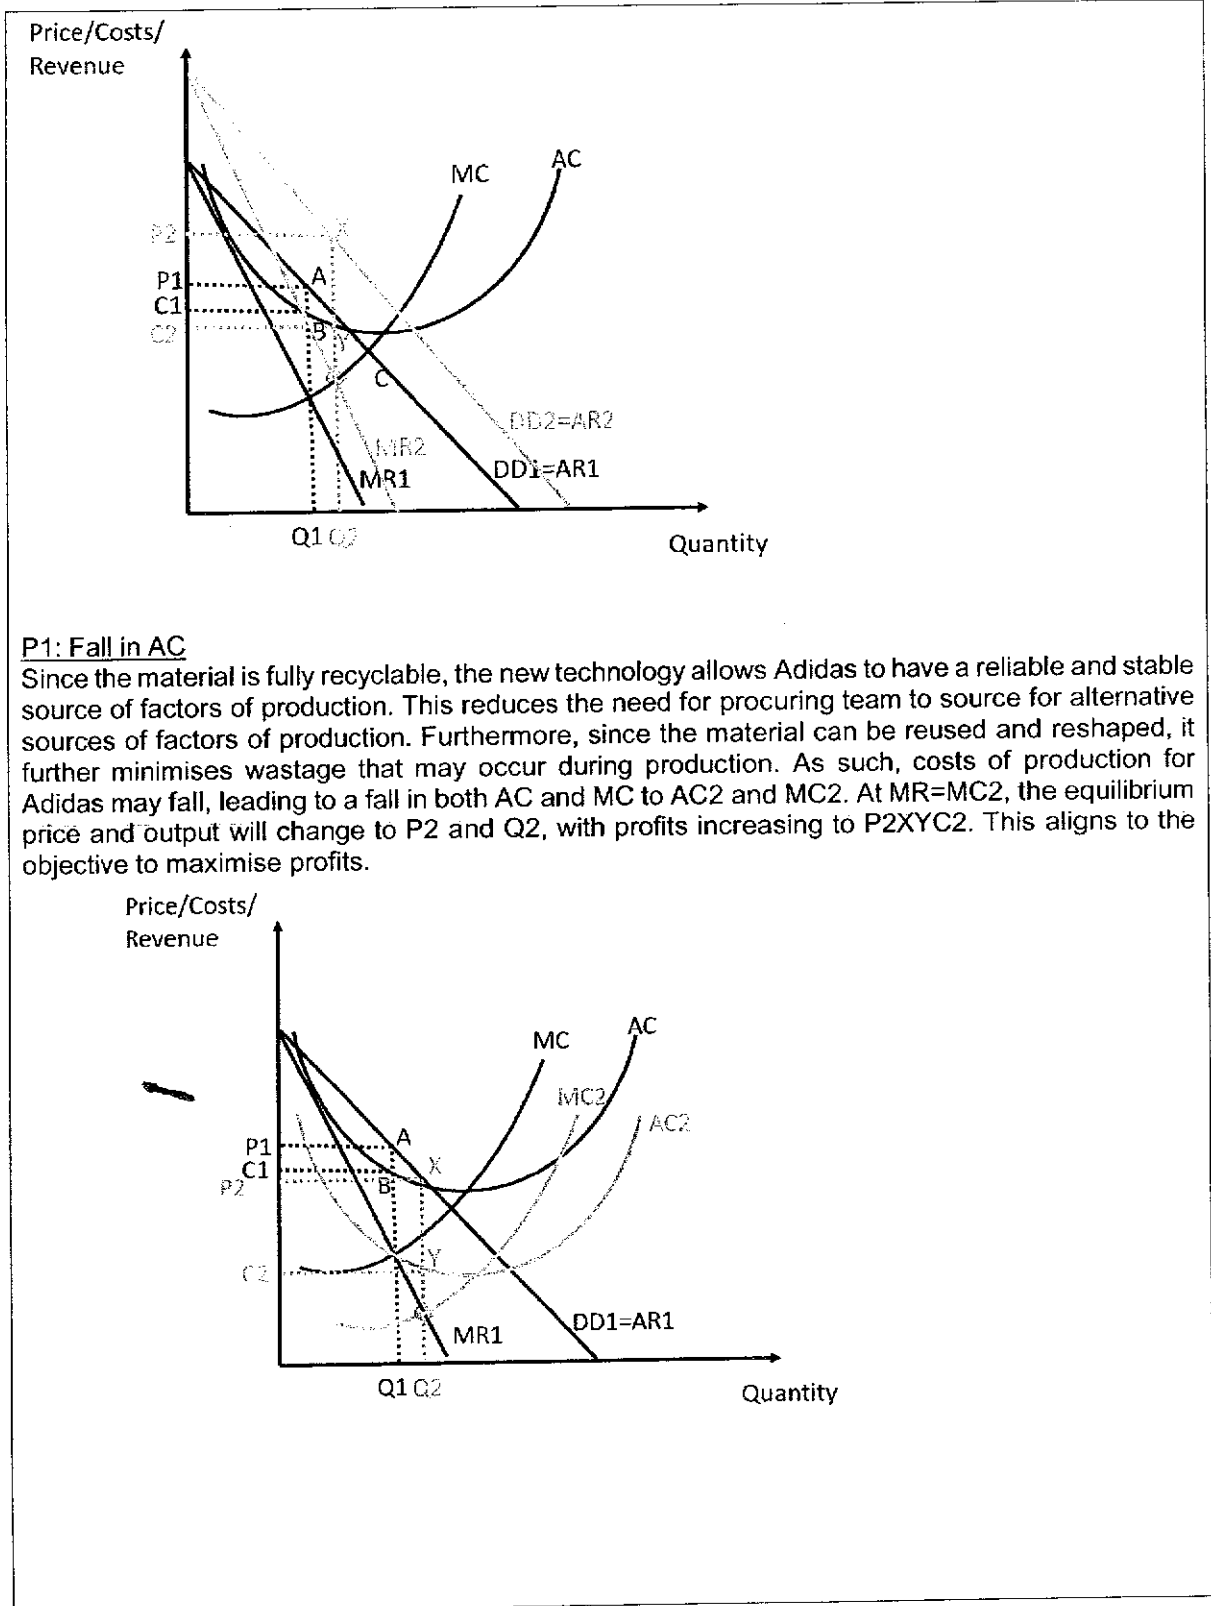 Price/Costs/
Revenue
MC
AC
P2
X
P1
A
C1
C2
B
Y
C
DD2=AR2
MR2
DD1=AR1
MR1
Q1 Q2
Quantity
P1: Fall in AC
Since the material is fully recyclable, the new technology allows Adidas to have a reliable and stable
source of factors of production. This reduces the need for procuring team to source for alternative
sources of factors of production. Furthermore, since the material can be reused and reshaped, it
further minimises wastage that may occur during production. As such, costs of production for
Adidas may fall, leading to a fall in both AC and MC to AC2 and MC2. At MR=MC2, the equilibrium
price and output will change to P2 and Q2, with profits increasing to P2XYC2. This aligns to the
objective to maximise profits.
Price/Costs/
Revenue
MC
AC
MC2
AC2
P1
A
C1
X
P2
B
Y
C2
DD1=AR1
MR1
Q1 Q2
Quantity